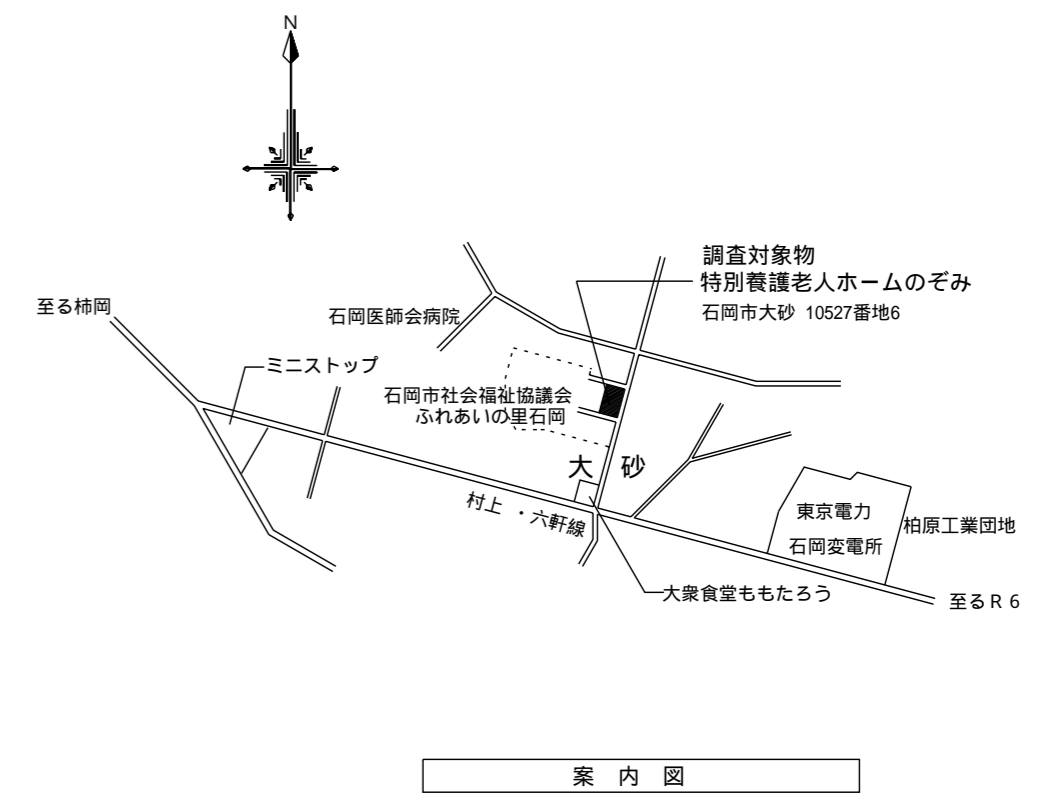 N
調査対象物
特別養護老人ホームのぞみ
石岡市大砂 10527番地6
至る柿岡
石岡医師会病院
ミニストップ
石岡市社会福祉協議会
ふれあいの里石岡
大 砂
村上 ・六軒線
東京電力
石岡変電所
柏原工業団地
大衆食堂ももたろう
至るR 6
案 内 図